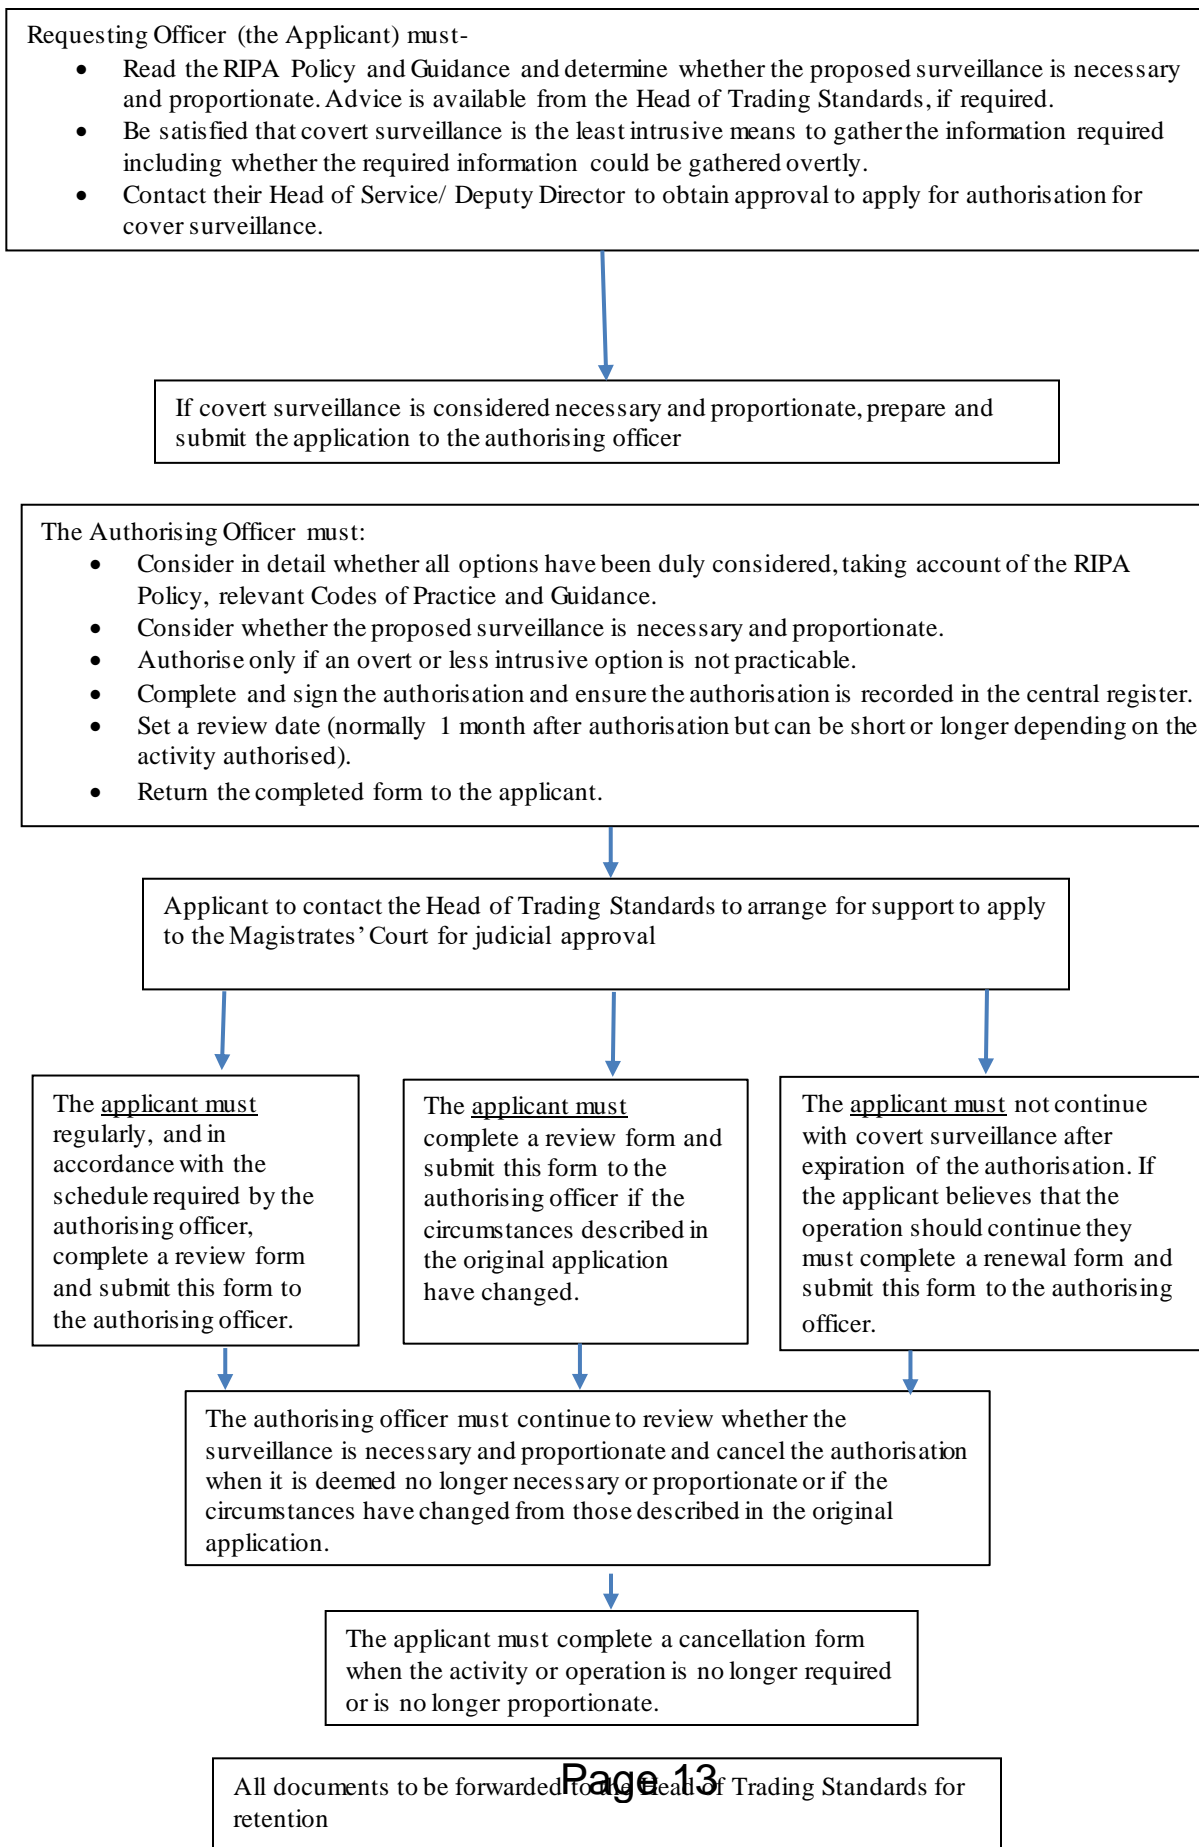 Requesting Officer (the Applicant) must-
• Read the RIPA Policy and Guidance and determine whether the proposed surveillance is necessary
and proportionate. Advice is available from the Head of Trading Standards, if required.
• Be satisfied that covert surveillance is the least intrusive means to gather the information required
including whether the required information could be gathered overtly.
• Contact their Head of Service/ Deputy Director to obtain approval to apply for authorisation for
cover surveillance.
If covert surveillance is considered necessary and proportionate, prepare and
submit the application to the authorising officer
The Authorising Officer must:
• Consider in detail whether all options have been duly considered, taking account of the RIPA
Policy, relevant Codes of Practice and Guidance.
• Consider whether the proposed surveillance is necessary and proportionate.
• Authorise only if an overt or less intrusive option is not practicable.
• Complete and sign the authorisation and ensure the authorisation is recorded in the central register.
• Set a review date (normally 1 month after authorisation but can be short or longer depending on the
activity authorised).
• Return the completed form to the applicant.
Applicant to contact the Head of Trading Standards to arrange for support to apply
to the Magistrates’ Court for judicial approval
The applicant must
regularly, and in
accordance with the
schedule required by the
authorising officer,
complete a review form
and submit this form to
the authorising officer.
The applicant must
complete a review form and
submit this form to the
authorising officer if the
circumstances described in
the original application
have changed.
The applicant must not continue
with covert surveillance after
expiration of the authorisation. If
the applicant believes that the
operation should continue they
must complete a renewal form and
submit this form to the authorising
officer.
The authorising officer must continue to review whether the
surveillance is necessary and proportionate and cancel the authorisation
when it is deemed no longer necessary or proportionate or if the
circumstances have changed from those described in the original
application.
The applicant must complete a cancellation form
when the activity or operation is no longer required
or is no longer proportionate.
All documents to be forwarded to the Head of Trading Standards for
retention
Page 13